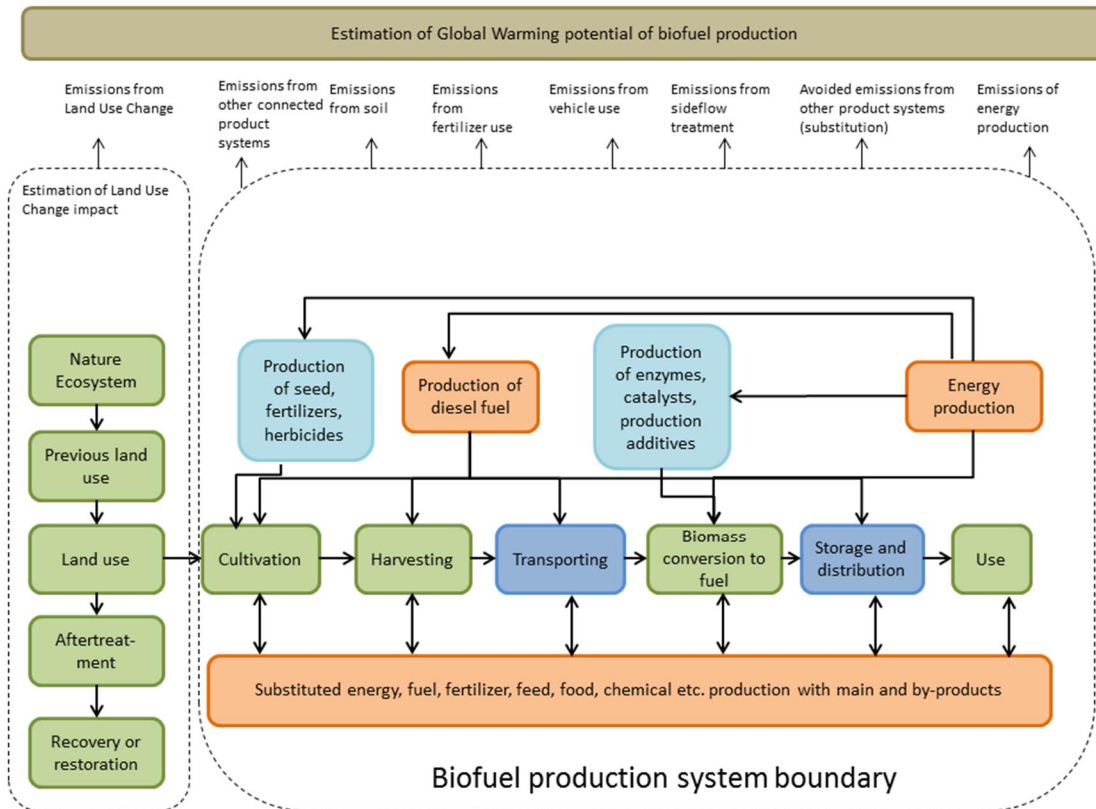 Estimation of Global Warming potential of biofuel production
Emissions from
Land Use Change
Emissions from
other connected
product
systems
Emissions
from soil
Emissions
from
fertilizer use
Emissions from
vehicle use
Emissions from
sideflow
treatment
Avoided emissions from
other product systems
(substitution)
Emissions of
energy
production
Estimation of Land Use
Change impact
Nature
Ecosystem
Previous land
use
Land use
Aftertreat-
ment
Recovery or
restoration
Production
of seed,
fertilizers,
herbicides
Production of
diesel fuel
Production
of enzymes,
catalysts,
production
additives
Energy
production
Cultivation
Harvesting
Transporting
Biomass
conversion to
fuel
Storage and
distribution
Use
Substituted energy, fuel, fertilizer, feed, food, chemical etc. production with main and by-products
Biofuel production system boundary